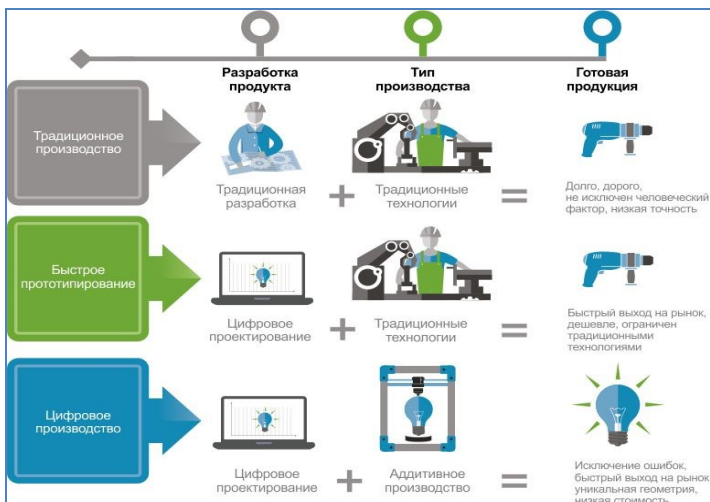 Разработка
продукта
Тип
производства
Готовая
продукция
Традиционное
производство
Традиционная
разработка
+
Традиционные
технологии
=
Долго, дорого,
не исключен человеческий
фактор, низкая точность
Быстрое
прототипирование
Цифровое
проектирование
+
Традиционные
технологии
=
Быстрый выход на рынок,
дешевле, ограничен
традиционными
технологиями
Цифровое
производство
Цифровое
проектирование
+
Аддитивное
производство
=
Исключение ошибок,
быстрый выход на рынок
уникальная геометрия,
низкая стоимость